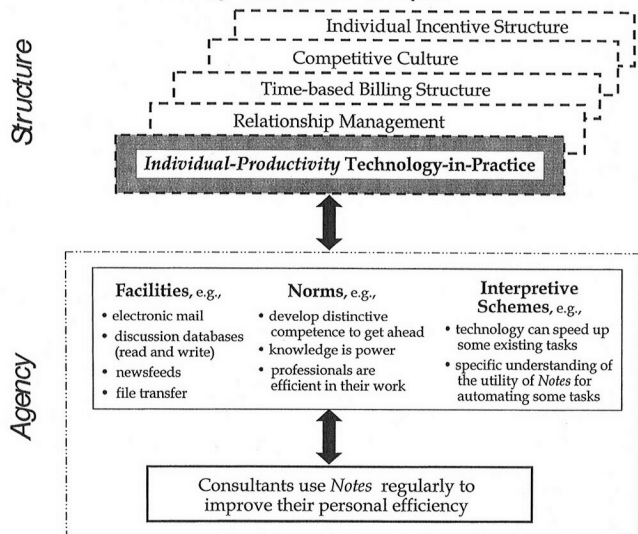 Structure
Individual Incentive Structure
Competitive Culture
Time-based Billing Structure
Relationship Management
Individual-Productivity Technology-in-Practice
Agency
Facilities, e.g.,
• electronic mail
• discussion databases
(read and write)
• newsfeeds
• file transfer
Norms, e.g.,
• develop distinctive
competence to get ahead
• knowledge is power
• professionals are
efficient in their work
Interpretive
Schemes, e.g.,
• technology can speed up
some existing tasks
• specific understanding of
the utility of Notes for
automating some tasks
Consultants use Notes regularly to
improve their personal efficiency